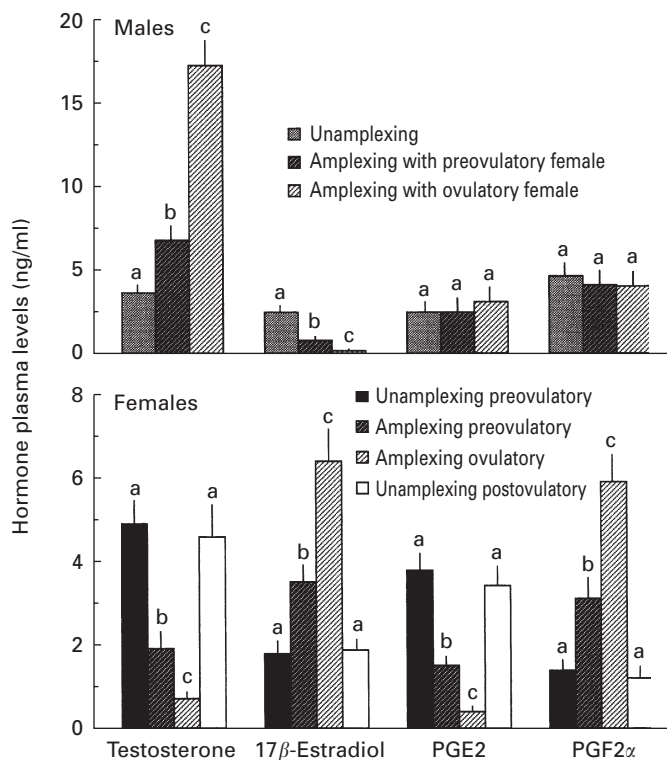 Hormone plasma levels (ng/ml)
20
15
10
5
0
Males
Unamplexing
Amplexing with preovulatory female
Amplexing with ovulatory female
a b c
a b c
a a a
a a a
8
6
4
2
0
Females
Unamplexing preovulatory
Amplexing preovulatory
Amplexing ovulatory
Unamplexing postovulatory
a b c a
a b c a
a b c a
a b c a
Testosterone 17β-Estradiol PGE2 PGF2α